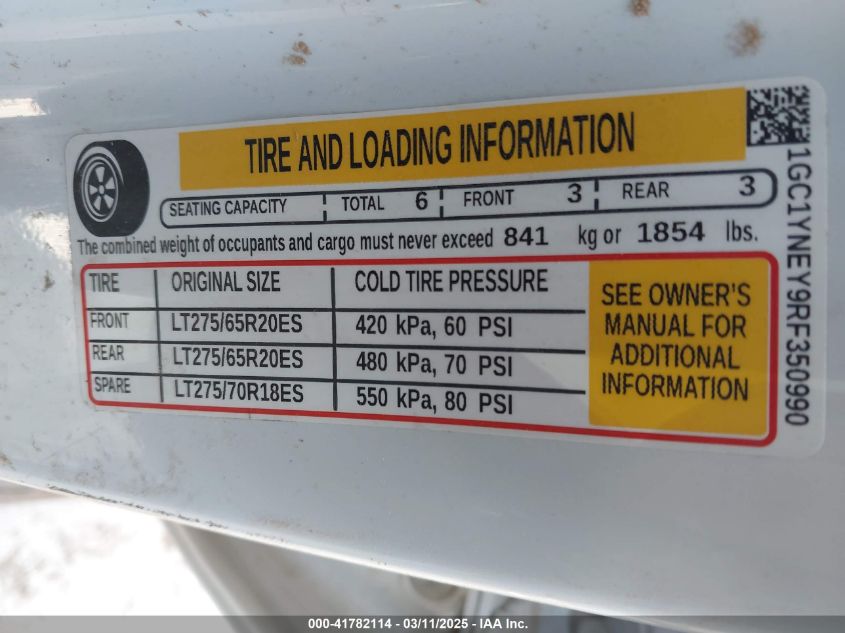 TIRE AND LOADING INFORMATION
SEATING CAPACITY TOTAL 6 FRONT 3 REAR 3
The combined weight of occupants and cargo must never exceed 841 kg or 1854 lbs.
TIRE ORIGINAL SIZE COLD TIRE PRESSURE
FRONT LT275/65R20ES 420 kPa, 60 PSI
REAR LT275/65R20ES 480 kPa, 70 PSI
SPARE LT275/70R18ES 550 kPa, 80 PSI
SEE OWNER'S
MANUAL FOR
ADDITIONAL
INFORMATION
1GC1YNEY9RF350990
000-41782114 - 03/11/2025 - IAA Inc.